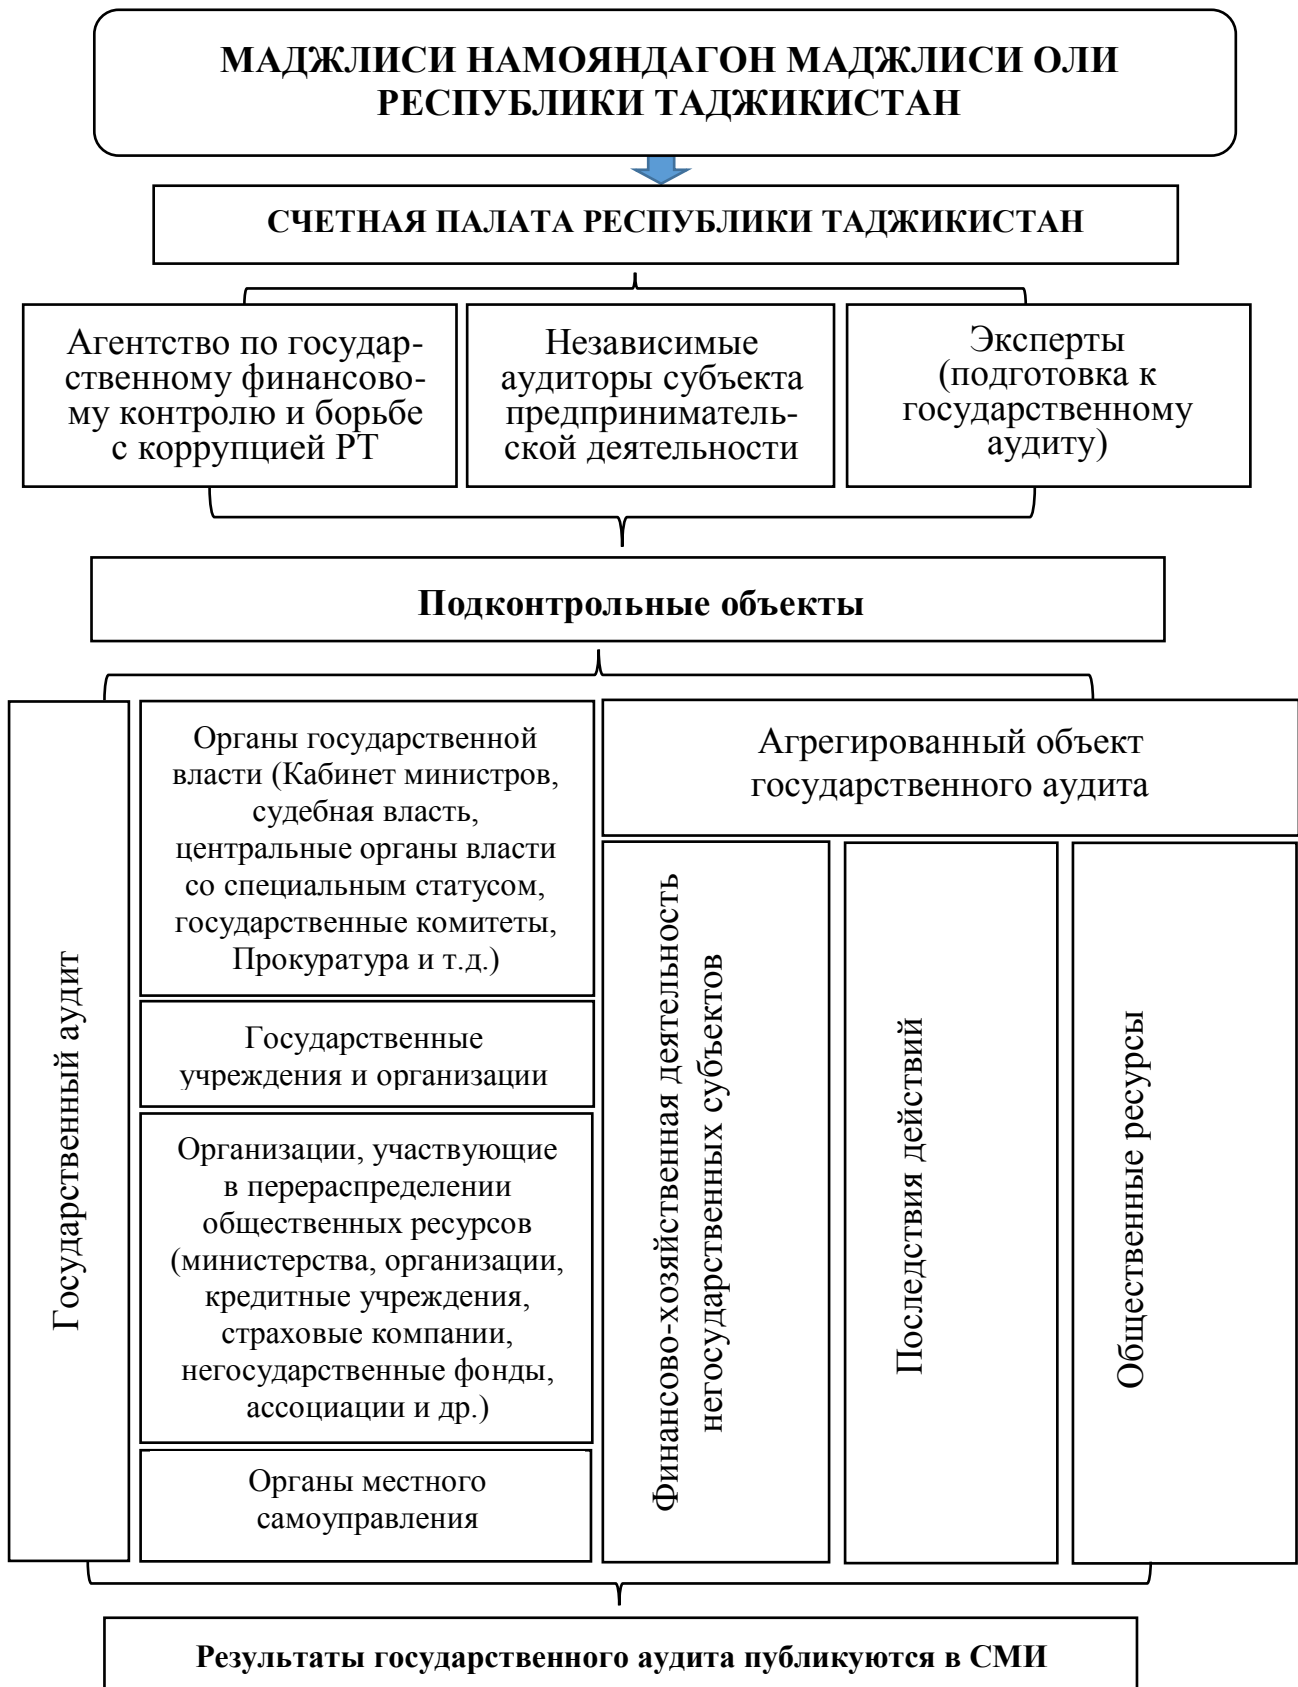 МАДЖЛИСИ НАМОЯНДАГОН МАДЖЛИСИ ОЛИ
РЕСПУБЛИКИ ТАДЖИКИСТАН
СЧЕТНАЯ ПАЛАТА РЕСПУБЛИКИ ТАДЖИКИСТАН
Агентство по государ-
ственному финансово-
му контролю и борьбе
с коррупцией РТ
Независимые
аудиторы субъекта
предприниматель-
ской деятельности
Эксперты
(подготовка к
государственному
аудиту)
Подконтрольные объекты
Государственный аудит
Органы государственной
власти (Кабинет министров,
судебная власть,
центральные органы власти
со специальным статусом,
государственные комитеты,
Прокуратура и т.д.)
Государственные
учреждения и организации
Организации, участвующие
в перераспределении
общественных ресурсов
(министерства, организации,
кредитные учреждения,
страховые компании,
негосударственные фонды,
ассоциации и др.)
Органы местного
самоуправления
Агрегированный объект
государственного аудита
Финансово-хозяйственная деятельность
негосударственных субъектов
Последствия действий
Общественные ресурсы
Результаты государственного аудита публикуются в СМИ